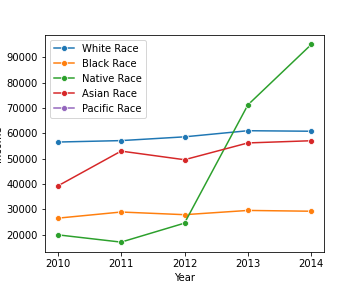 White Race
Black Race
Native Race
Asian Race
Pacific Race
90000
80000
70000
60000
50000
40000
30000
20000
2010 2011 2012 2013 2014
Year